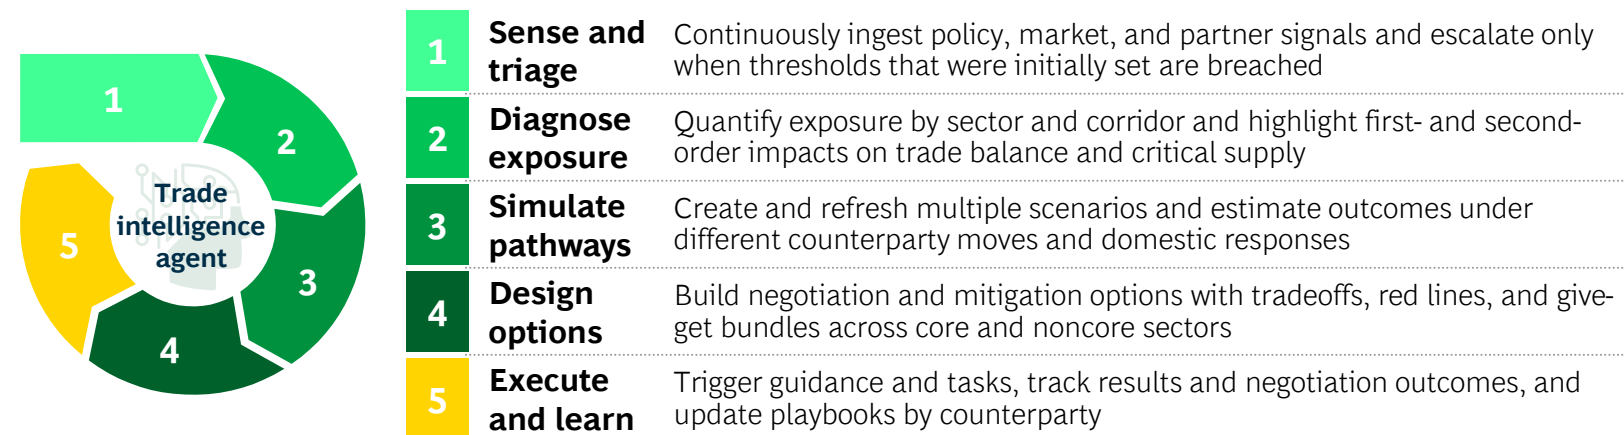 1
2
3
4
5
Trade
intelligence
agent
1
Sense and
triage
Continuously ingest policy, market, and partner signals and escalate only
when thresholds that were initially set are breached
2
Diagnose
exposure
Quantify exposure by sector and corridor and highlight first- and second-
order impacts on trade balance and critical supply
3
Simulate
pathways
Create and refresh multiple scenarios and estimate outcomes under
different counterparty moves and domestic responses
4
Design
options
Build negotiation and mitigation options with tradeoffs, red lines, and give-
get bundles across core and noncore sectors
5
Execute
and learn
Trigger guidance and tasks, track results and negotiation outcomes, and
update playbooks by counterparty